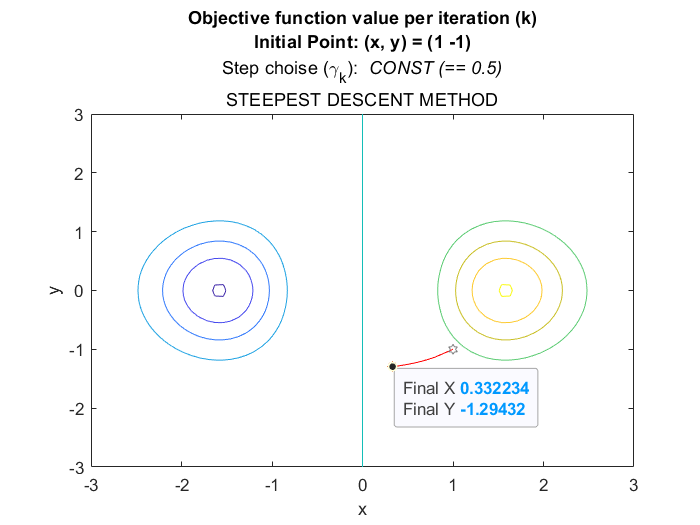 Objective function value per iteration (k)
Initial Point: (x, y) = (1 -1)
Step choise (γk): CONST (== 0.5)
STEEPEST DESCENT METHOD
3
2
1
0
-1
-2
-3
y
Final X 0.332234
Final Y -1.29432
-3 -2 -1 0 1 2 3
x